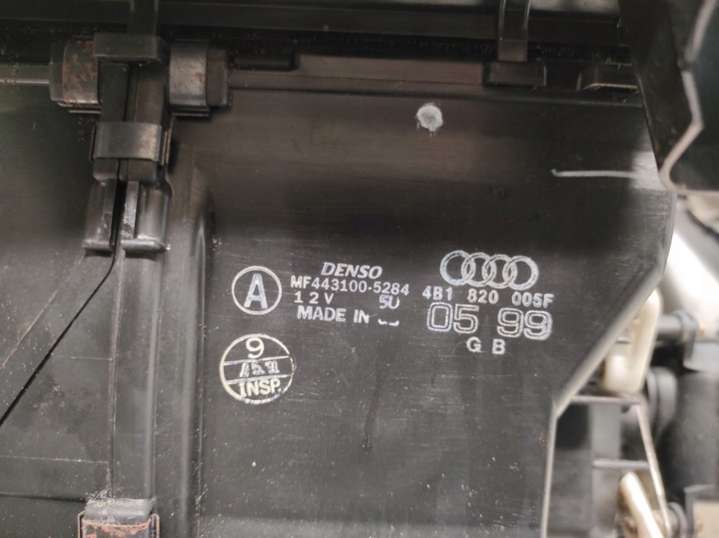 DENSO
A
MF443100-5284
12V 5U
4B1 820 005F
MADE IN
05 99
G B
9
INSP.